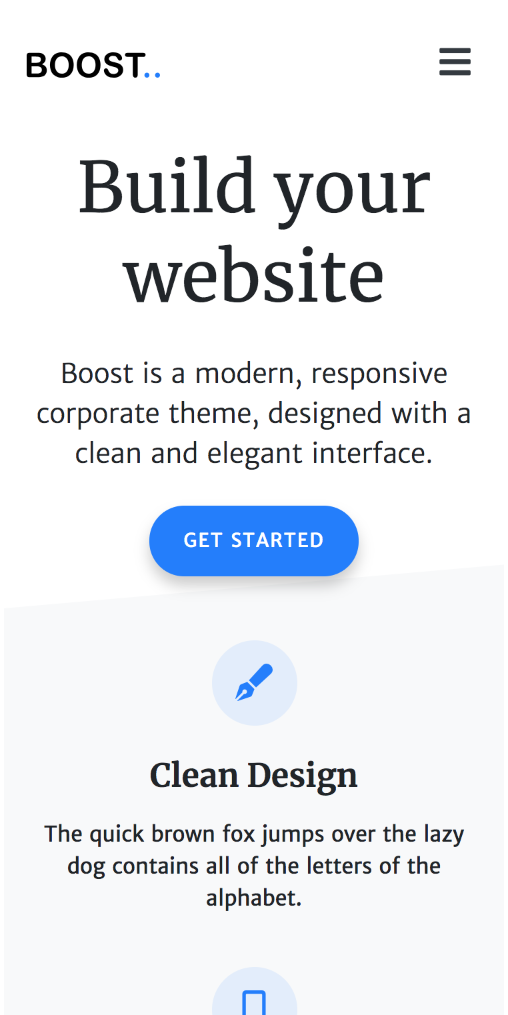 BOOST..
Build your
website
Boost is a modern, responsive
corporate theme, designed with a
clean and elegant interface.
GET STARTED
Clean Design
The quick brown fox jumps over the lazy
dog contains all of the letters of the
alphabet.